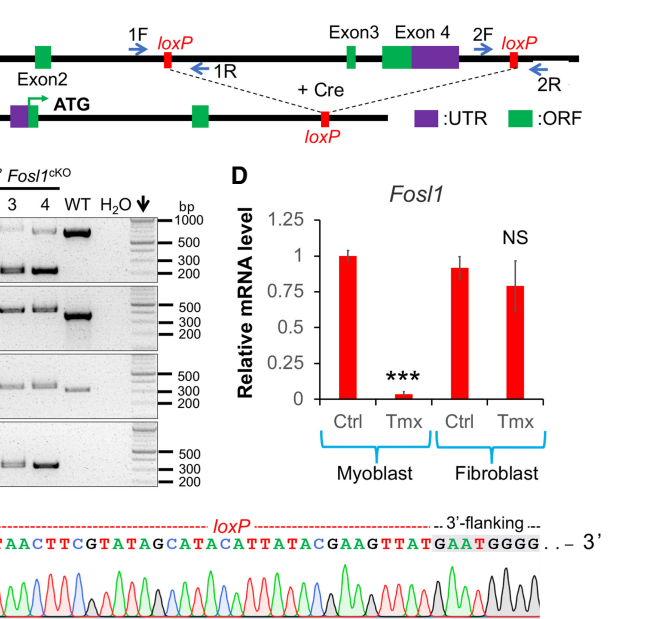 1F
loxP
Exon3
Exon 4
2F
loxP
Exon2
1R
2R
+ Cre
ATG
loxP
:UTR
:ORF
Fosl1cKO
3 4 WT H2O bp
1000
500
300
200
500
300
200
500
300
200
500
300
200
D
Fosl1
Relative mRNA level
1.25
1
0.75
0.5
0.25
0
***
NS
Ctrl Tmx Ctrl Tmx
Myoblast Fibroblast
loxP 3’-flanking
TAACTTCGTATAGCATACATTATACGAAGTTATGAATGGGG..– 3’